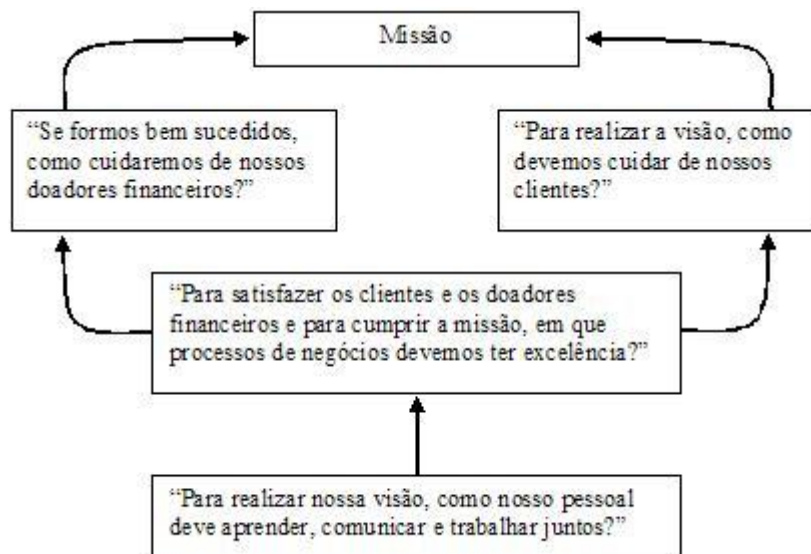 Missão
“Se formos bem sucedidos,
como cuidaremos de nossos
doadores financeiros?”
“Para realizar a visão, como
devemos cuidar de nossos
clientes?”
“Para satisfazer os clientes e os doadores
financeiros e para cumprir a missão, em que
processos de negócios devemos ter excelência?”
“Para realizar nossa visão, como nosso pessoal
deve aprender, comunicar e trabalhar juntos?”